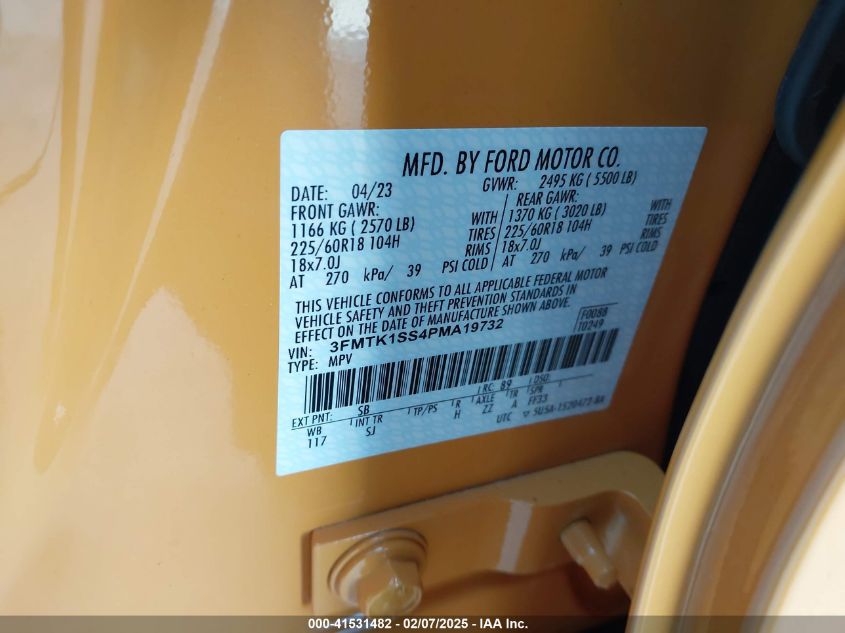 MFD. BY FORD MOTOR CO.
DATE: 04/23 GVWR: 2495 KG ( 5500 LB)
FRONT GAWR: REAR GAWR:
1166 KG ( 2570 LB) WITH 1370 KG ( 3020 LB) WITH
225/60R18 104H TIRES 225/60R18 104H TIRES
18x7.0J RIMS 18x7.0J RIMS
AT 270 kPa/ 39 PSI COLD AT 270 kPa/ 39 PSI COLD
THIS VEHICLE CONFORMS TO ALL APPLICABLE FEDERAL MOTOR
VEHICLE SAFETY AND THEFT PREVENTION STANDARDS IN
EFFECT ON THE DATE OF MANUFACTURE SHOWN ABOVE.
VIN: 3FMTK1SS4PMA19732 F0088
TYPE: MPV T0249
EXT PNT: SB RC: 89 DSO:
WB INT TR TP/PS R AXLE TR SPR
117 SJ H ZZ A FF33
UTC ▽ 5U5A-1520472-BA
000-41531482 - 02/07/2025 - IAA Inc.